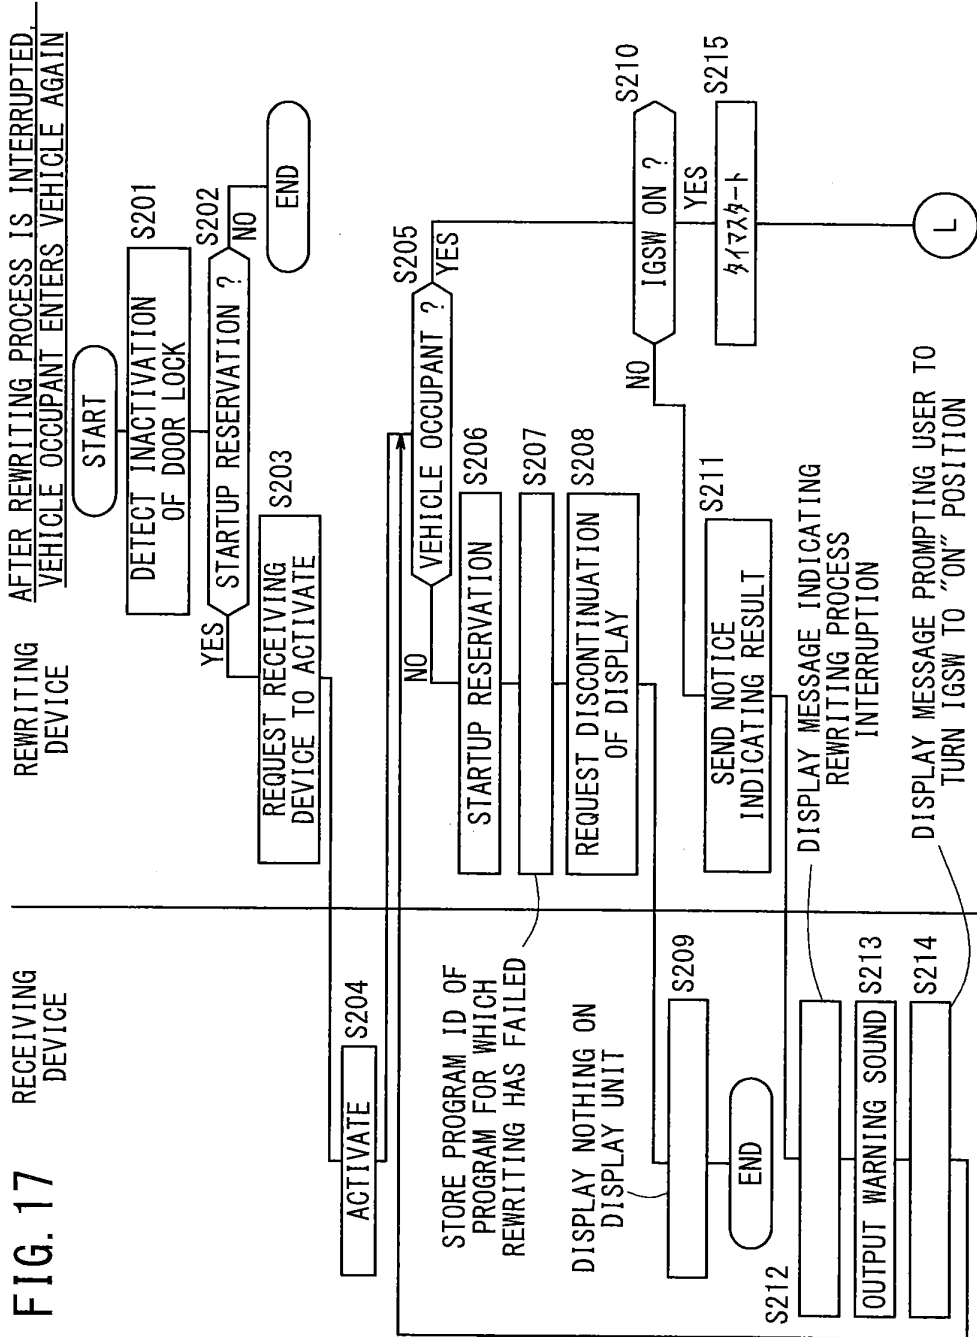 FIG. 17
AFTER REWRITING PROCESS IS INTERRUPTED,
VEHICLE OCCUPANT ENTERS VEHICLE AGAIN
RECEIVING
DEVICE
REWRITING
DEVICE
START
DETECT INACTIVATION
OF DOOR LOCK
S201
STARTUP RESERVATION ?
S202
YES
NO
END
REQUEST RECEIVING
DEVICE TO ACTIVATE
S203
ACTIVATE
S204
VEHICLE OCCUPANT ?
S205
NO
YES
STARTUP RESERVATION
S206
STORE PROGRAM ID OF
PROGRAM FOR WHICH
REWRITING HAS FAILED
S207
REQUEST DISCONTINUATION
OF DISPLAY
S208
DISPLAY NOTHING ON
DISPLAY UNIT
S209
END
IGSW ON ?
S210
NO
YES
タイマスタート
S215
L
SEND NOTICE
INDICATING RESULT
S211
S212
DISPLAY MESSAGE INDICATING
REWRITING PROCESS
INTERRUPTION
OUTPUT WARNING SOUND
S213
S214
DISPLAY MESSAGE PROMPTING USER TO
TURN IGSW TO "ON" POSITION